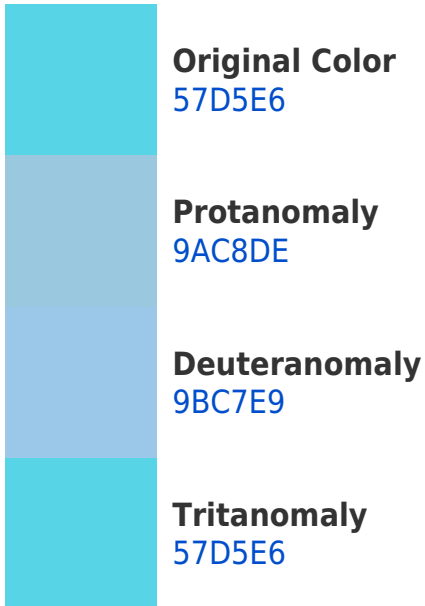 Original Color
57D5E6
Protanomaly
9AC8DE
Deuteranomaly
9BC7E9
Tritanomaly
57D5E6